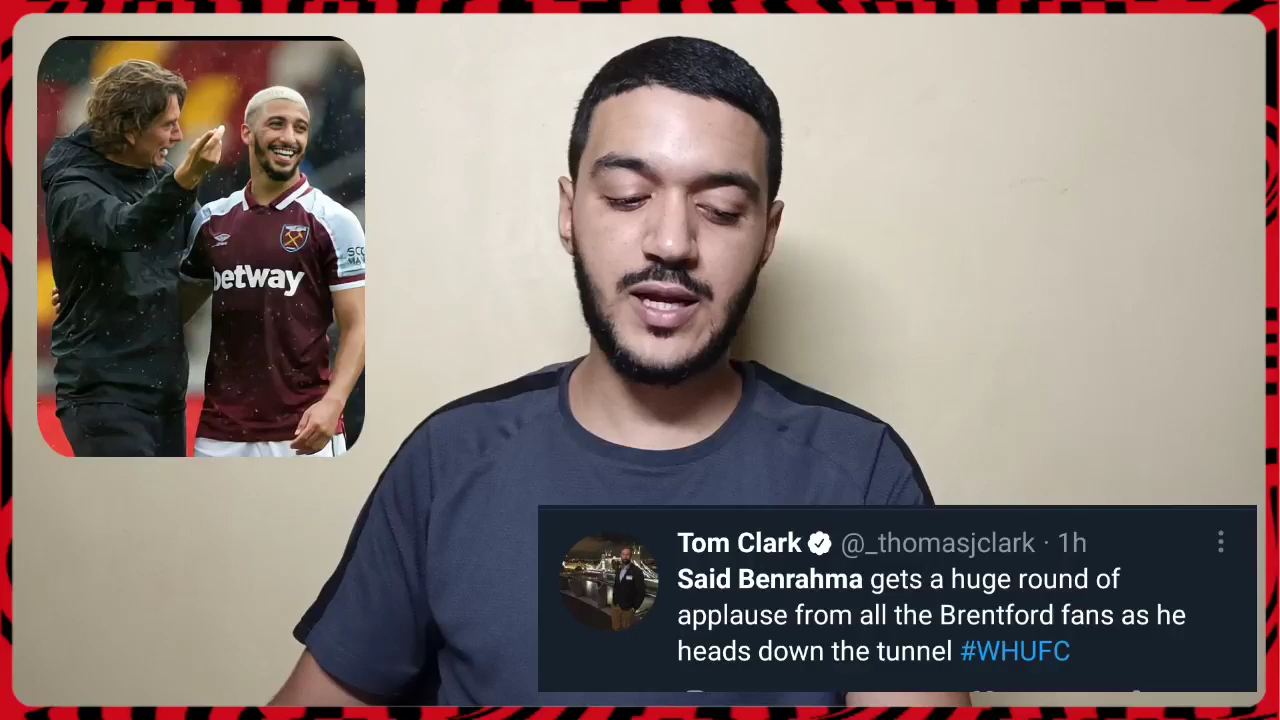 betway
Tom Clark @_thomasjclark · 1h
Said Benrahma gets a huge round of
applause from all the Brentford fans as he
heads down the tunnel #WHUFC